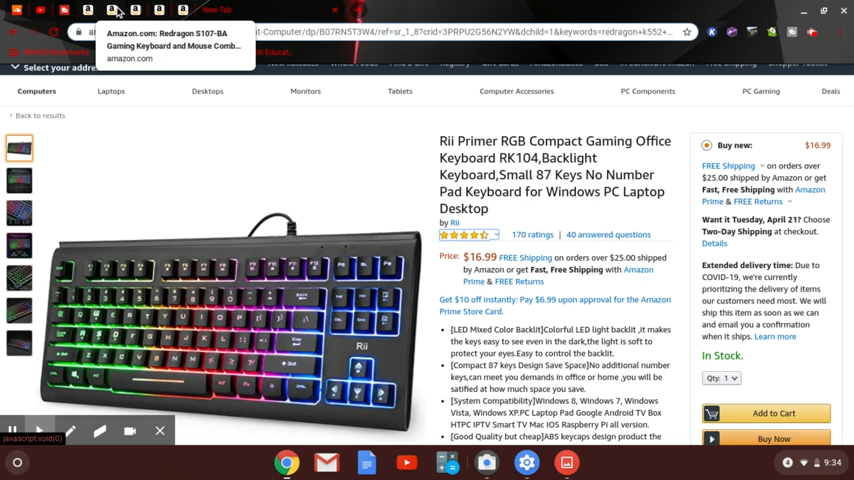 New Tab
Amazon.com: Redragon S107-BA
Gaming Keyboard and Mouse Comb...
amazon.com
t-Computer/dp/B07RN5T3W4/ref=sr_1_8?crid=3PRPU2G56N2YW&dchild=1&keywords=redragon+k552+...
Select your addre
Computers Laptops Desktops Monitors Tablets Computer Accessories PC Components PC Gaming Deals
‹ Back to results
Rii Primer RGB Compact Gaming Office
Keyboard RK104,Backlight
Keyboard,Small 87 Keys No Number
Pad Keyboard for Windows PC Laptop
Desktop
by Rii
170 ratings | 40 answered questions
Price: $16.99 FREE Shipping on orders over $25.00 shipped
by Amazon or get Fast, Free Shipping with Amazon
Prime & FREE Returns
Get $10 off instantly: Pay $6.99 upon approval for the Amazon
Prime Store Card.
• [LED Mixed Color Backlit]Colorful LED light backlit ,it makes
the keys easy to see even in the dark,the light is soft to
protect your eyes.Easy to control the backlit.
• [Compact 87 keys Design Save Space]No additional number
keys,can meet your demands in office or home ,you will be
satified at how much space you save.
• [System Compatibility]Windows 8, Windows 7, Windows
Vista, Windows XP.PC Laptop Pad Google Android TV Box
HTPC IPTV Smart TV Mac IOS Raspberry Pi all version.
• [Good Quality but cheap]ABS keycaps design product the
Buy new: $16.99
FREE Shipping on orders over
$25.00 shipped by Amazon or get
Fast, Free Shipping with Amazon
Prime & FREE Returns
Want it Tuesday, April 21? Choose
Two-Day Shipping at checkout.
Details
Extended delivery time: Due to
COVID-19, we're currently
prioritizing the delivery of items
our customers need most. We will
ship this item as soon as we can
and email you a confirmation
when it ships. Learn more
In Stock.
Qty: 1
Add to Cart
Buy Now
Rii
javascript:void(0)
4 9:34